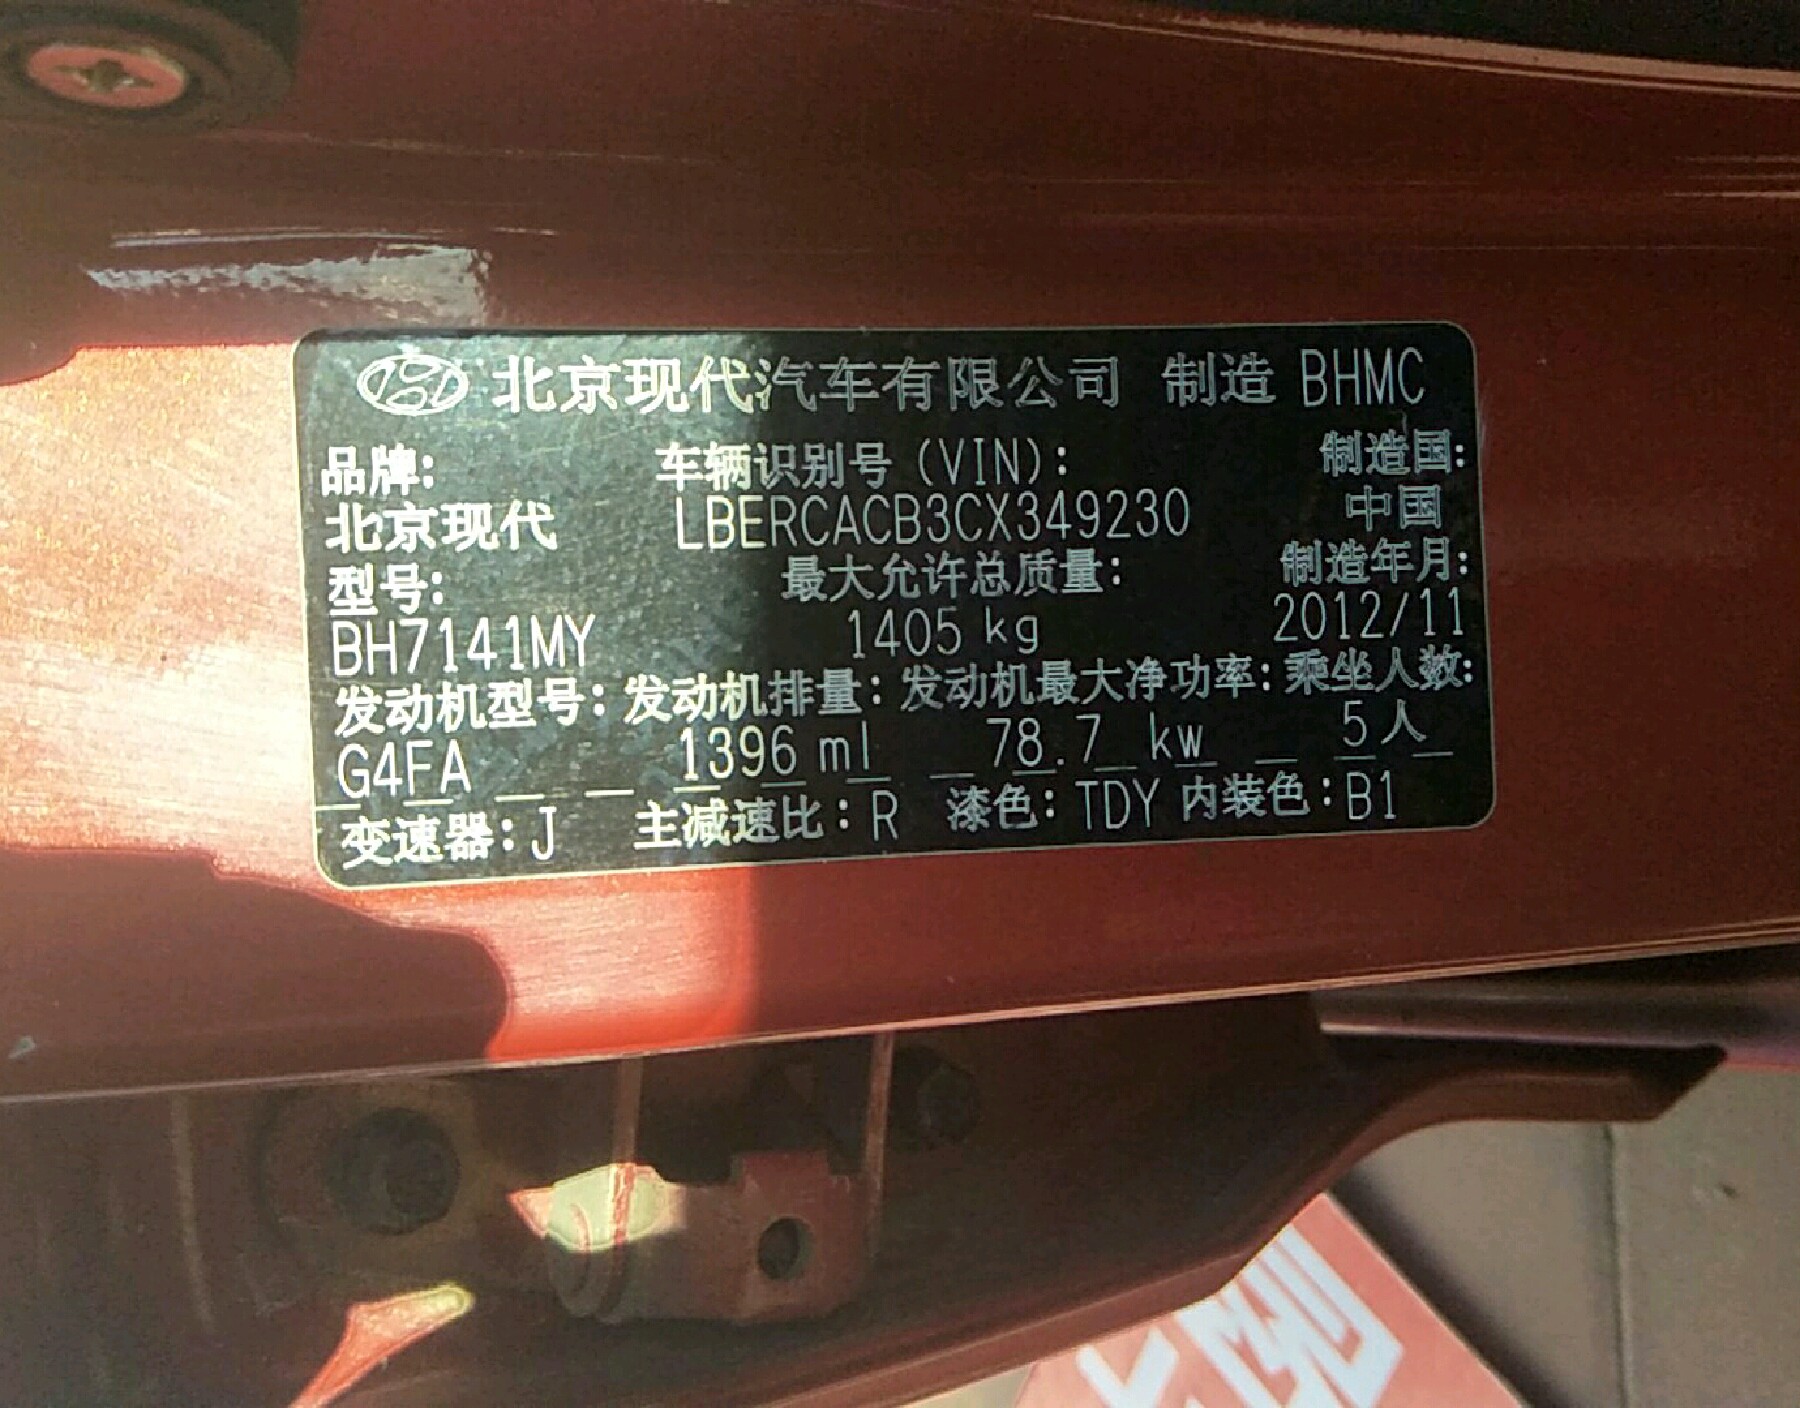 北京现代汽车有限公司 制造 BHMC
品牌: 车辆识别号 (VIN): 制造国:
北京现代 LBERCACB3CX349230 中国
型号: 最大允许总质量: 制造年月:
BH7141MY 1405 kg 2012/11
发动机型号: 发动机排量: 发动机最大净功率: 乘坐人数:
G4FA 1396 ml 78.7 kw 5人
变速器: J 主减速比: R 漆色: TDY 内装色: B1